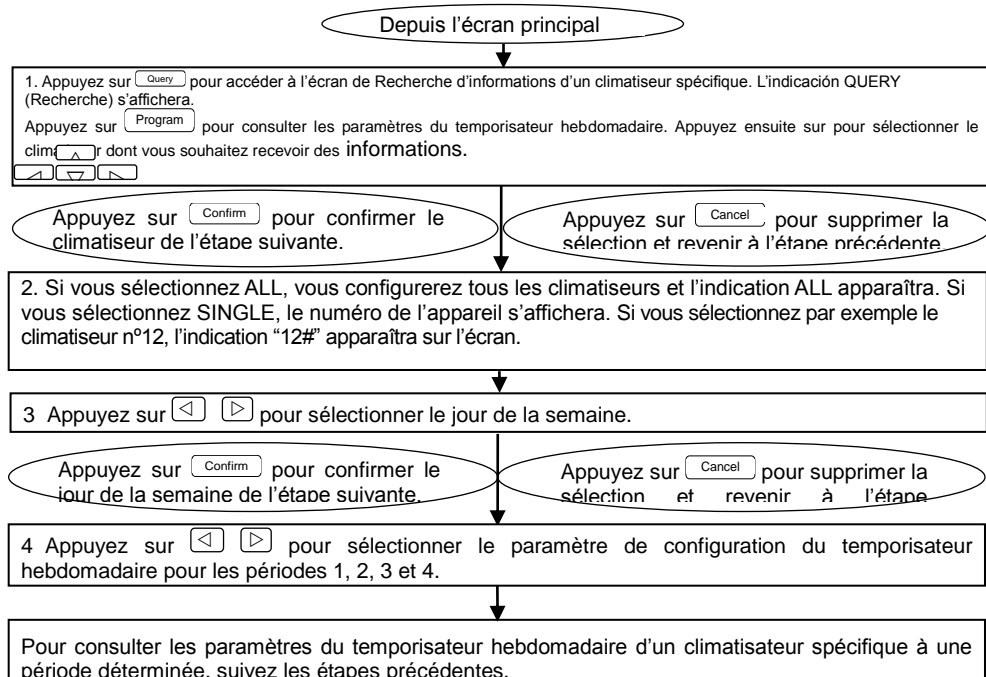 Depuis l’écran principal
1. Appuyez sur Query pour accéder à l’écran de Recherche d’informations d’un climatiseur spécifique. L’indicación QUERY
(Recherche) s’affichera.
Appuyez sur Program pour consulter les paramètres du temporisateur hebdomadaire. Appuyez ensuite sur pour sélectionner le
dont vous souhaitez recevoir des informations.
Appuyez sur Confirm pour confirmer le
climatiseur de l’étape suivante.
Appuyez sur Cancel pour supprimer la
sélection et revenir à l’étape précédente.
2. Si vous sélectionnez ALL, vous configurerez tous les climatiseurs et l’indication ALL apparaîtra. Si
vous sélectionnez SINGLE, le numéro de l’appareil s’affichera. Si vous sélectionnez par exemple le
climatiseur nº12, l’indication “12#” apparaîtra sur l’écran.
3 Appuyez sur ◁ ▷ pour sélectionner le jour de la semaine.
Appuyez sur Confirm pour confirmer le
jour de la semaine de l’étape suivante.
Appuyez sur Cancel pour supprimer la
sélection et revenir à l’étape
4 Appuyez sur ◁ ▷ pour sélectionner le paramètre de configuration du temporisateur
hebdomadaire pour les périodes 1, 2, 3 et 4.
Pour consulter les paramètres du temporisateur hebdomadaire d’un climatisateur spécifique à une
période déterminée, suivez les étapes précédentes.